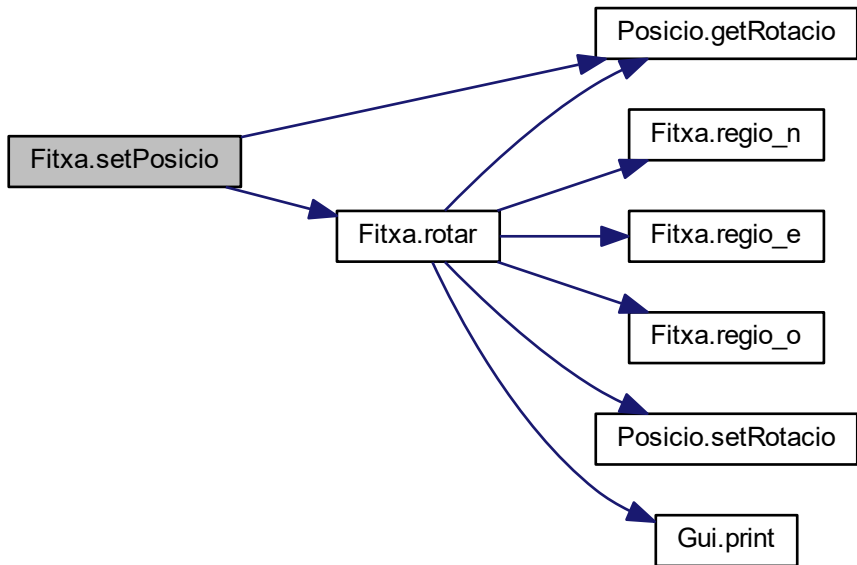 Fitxa.setPosicio
Posicio.getRotacio
Fitxa.rotar
Fitxa.regio_n
Fitxa.regio_e
Fitxa.regio_o
Posicio.setRotacio
Gui.print